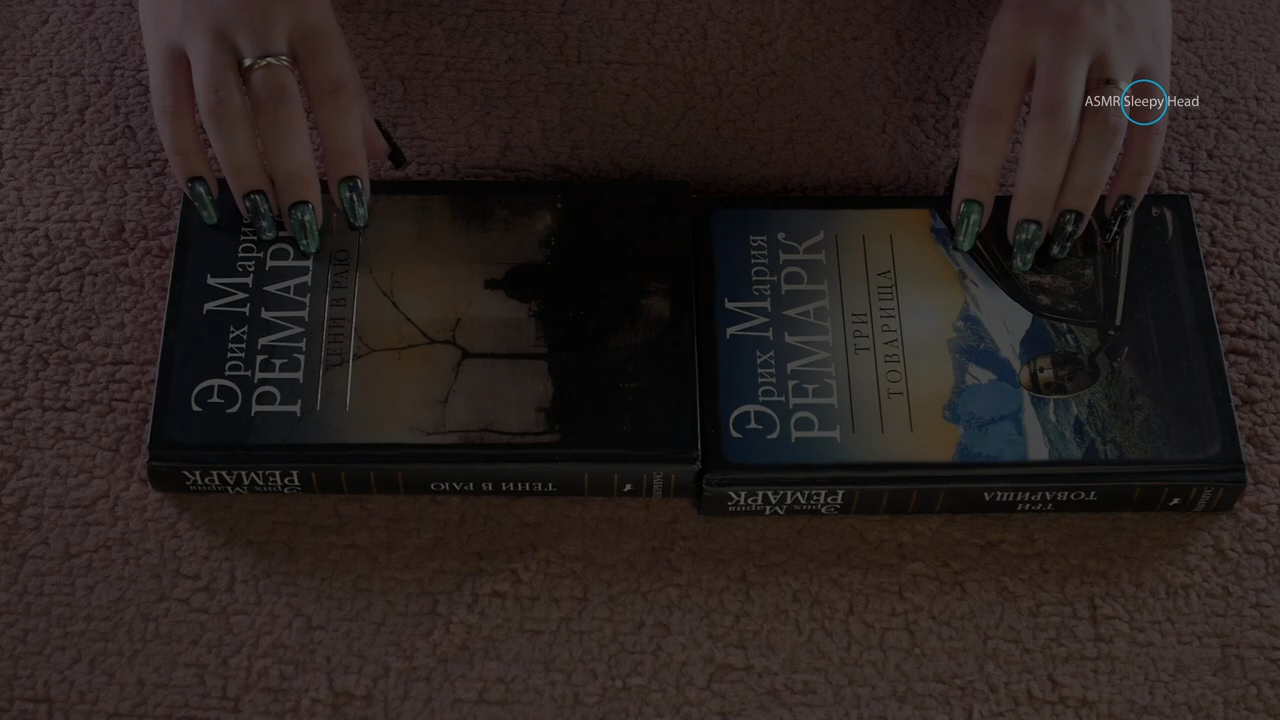 ASMR Sleepy Head
Эрих Мария
РЕМАРК
ТЕНИ В РАЮ
Эрих Мария
РЕМАРК
ТЕНИ В РАЮ
Эрих Мария
РЕМАРК
ТРИ
ТОВАРИЩА
Эрих Мария
РЕМАРК
ТРИ
ТОВАРИЩА